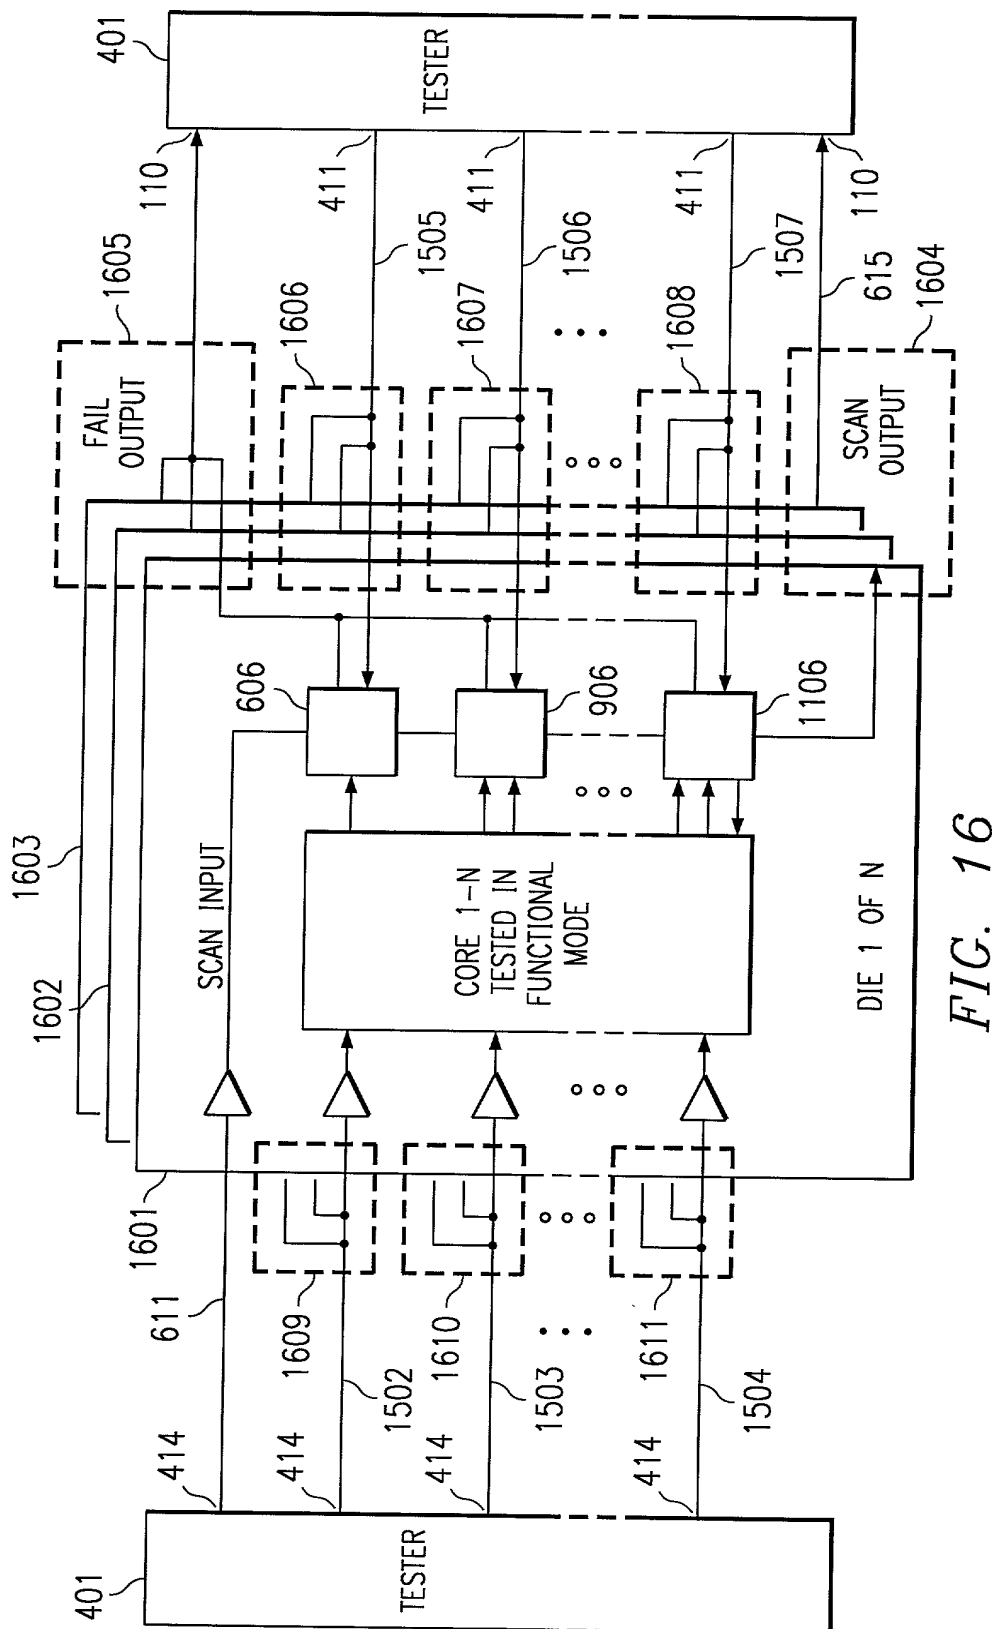 401
TESTER
110
411
411
411
110
1605
1505
1506
1507
615
1604
FAIL
OUTPUT
1606
1607
1608
SCAN
OUTPUT
606
906
1106
1603
1602
1601
SCAN INPUT
CORE 1-N
TESTED IN
FUNCTIONAL
MODE
DIE 1 OF N
611
1609
1610
1611
1502
1503
1504
414
414
414
414
401
TESTER
FIG. 16